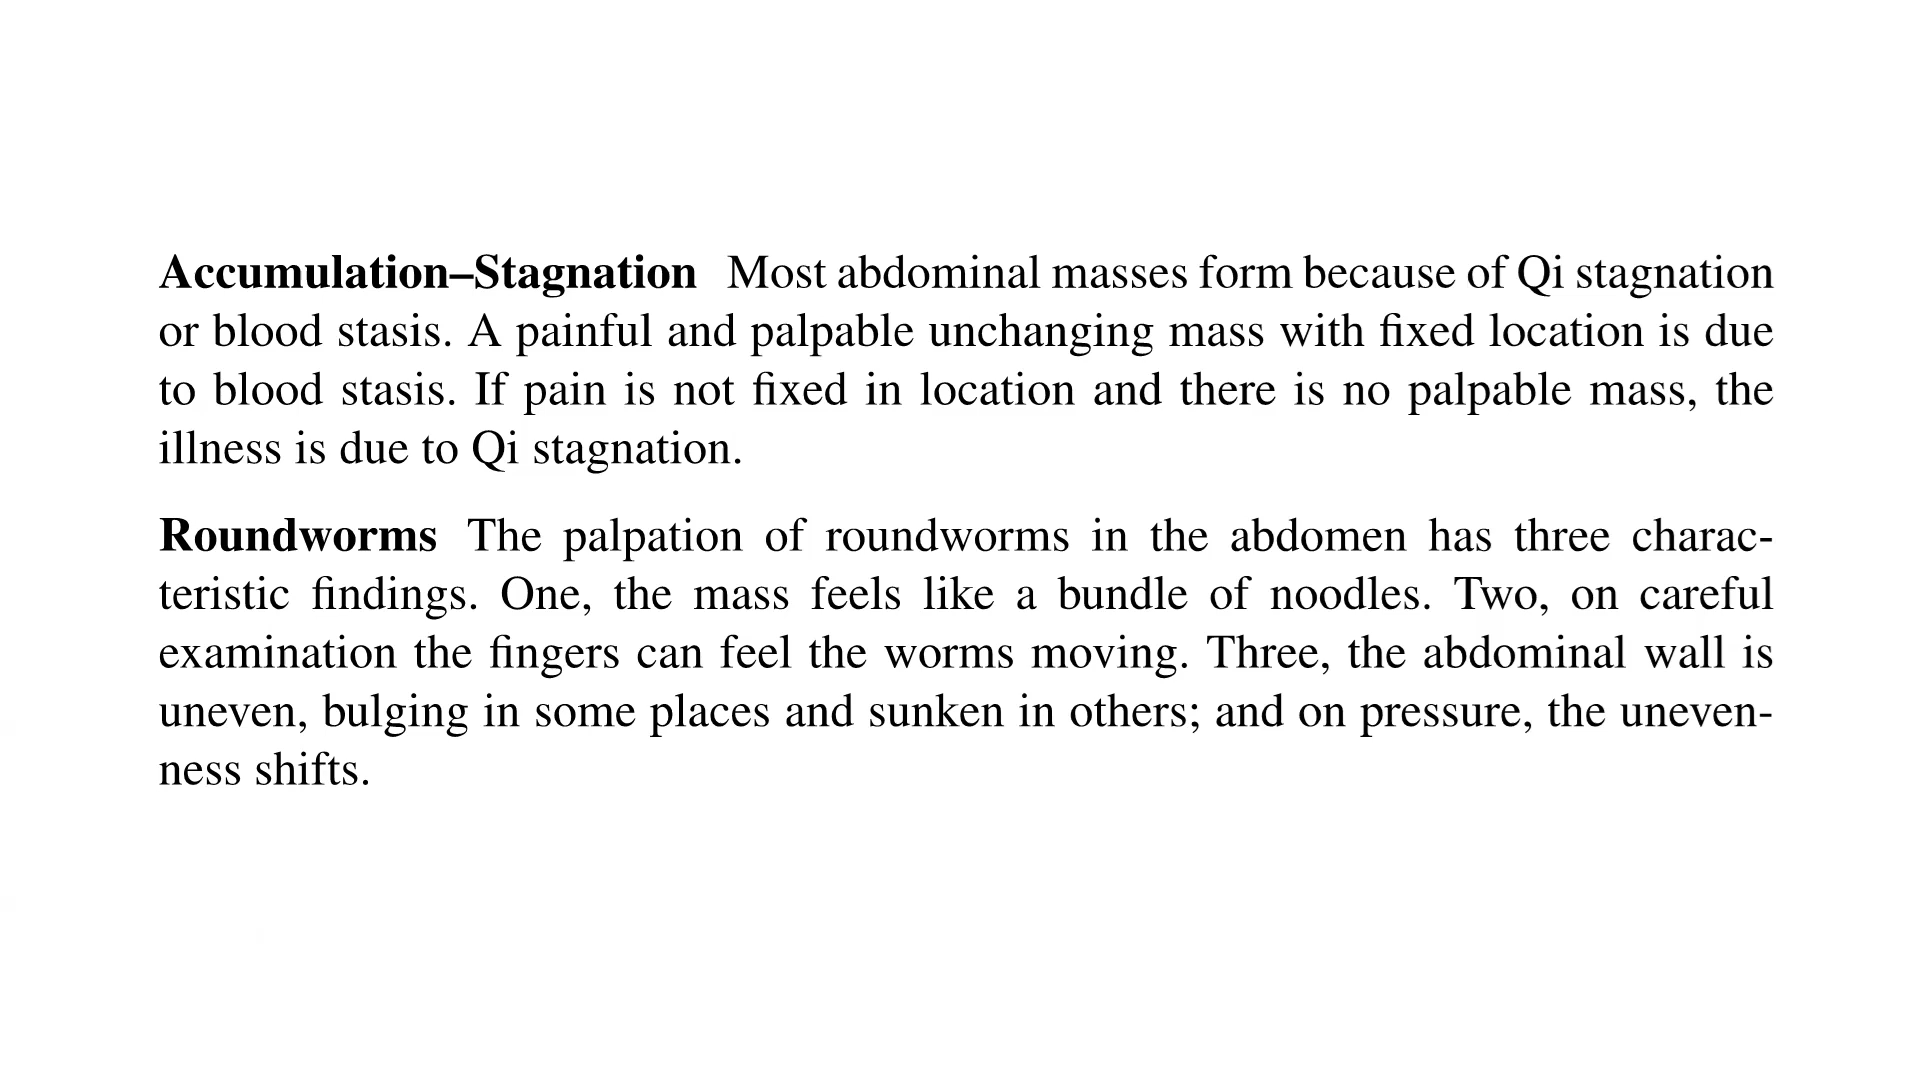 Accumulation–Stagnation Most abdominal masses form because of Qi stagnation
or blood stasis. A painful and palpable unchanging mass with fixed location is due
to blood stasis. If pain is not fixed in location and there is no palpable mass, the
illness is due to Qi stagnation.
Roundworms The palpation of roundworms in the abdomen has three charac-
teristic findings. One, the mass feels like a bundle of noodles. Two, on careful
examination the fingers can feel the worms moving. Three, the abdominal wall is
uneven, bulging in some places and sunken in others; and on pressure, the uneven-
ness shifts.